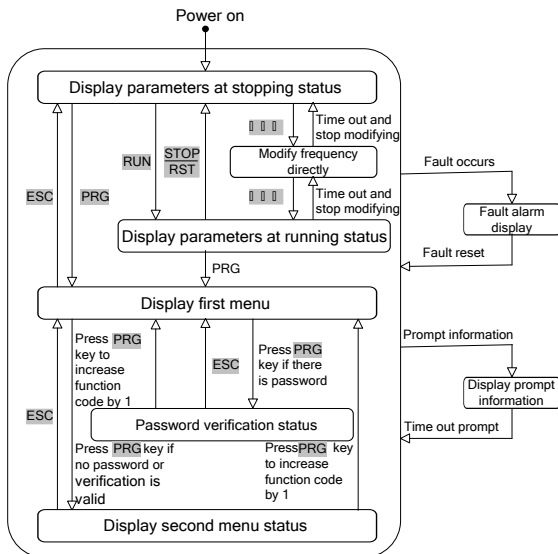 Power on
Display parameters at stopping status
Time out and
stop modifying
RUN
STOP
RST
Modify frequency
directly
Fault occurs
ESC
PRG
Time out and
stop modifying
Fault alarm
display
Display parameters at running status
Fault reset
PRG
Display first menu
Press PRG
key to
increase
function
code by 1
ESC
Press PRG
key if there
is password
Prompt information
ESC
Display prompt
information
Password verification status
Time out prompt
Press PRG key if
no password or
verification is
valid
Press PRG key
to increase
function code
by 1
Display second menu status